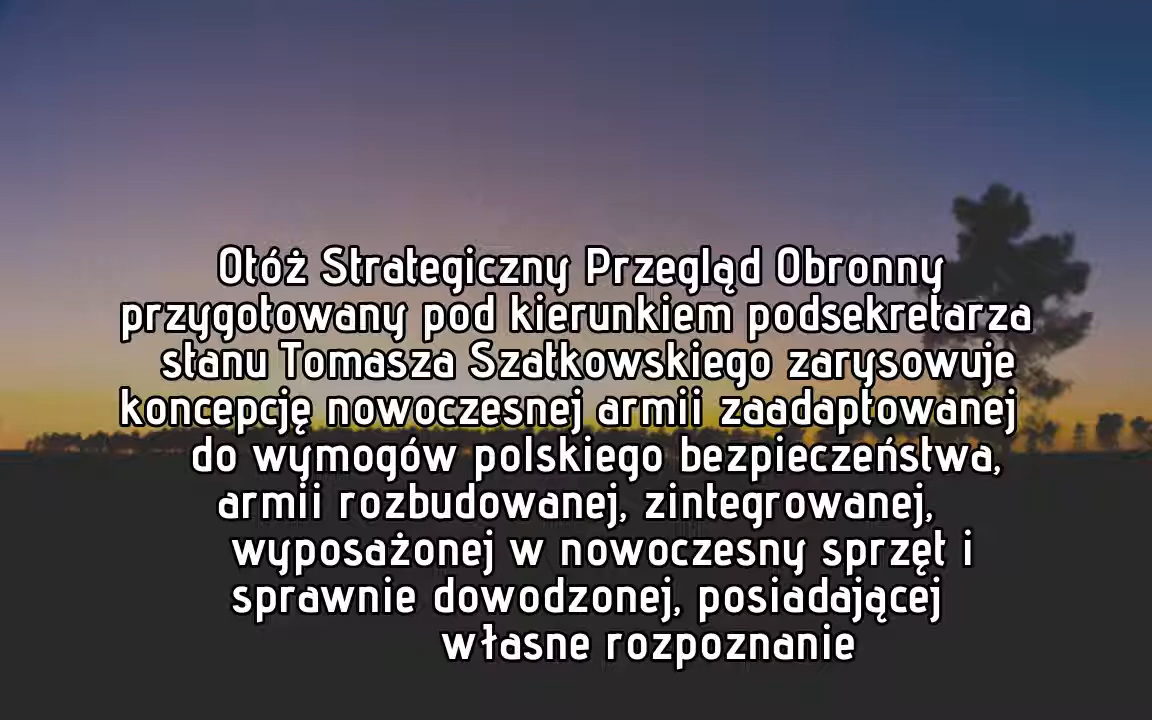 Otóż Strategiczny Przegląd Obronny
przygotowany pod kierunkiem podsekretarza
stanu Tomasza Szatkowskiego zarysowuje
koncepcję nowoczesnej armii zaadaptowanej
do wymogów polskiego bezpieczeństwa,
armii rozbudowanej, zintegrowanej,
wyposażonej w nowoczesny sprzęt i
sprawnie dowodzonej, posiadającej
własne rozpoznanie